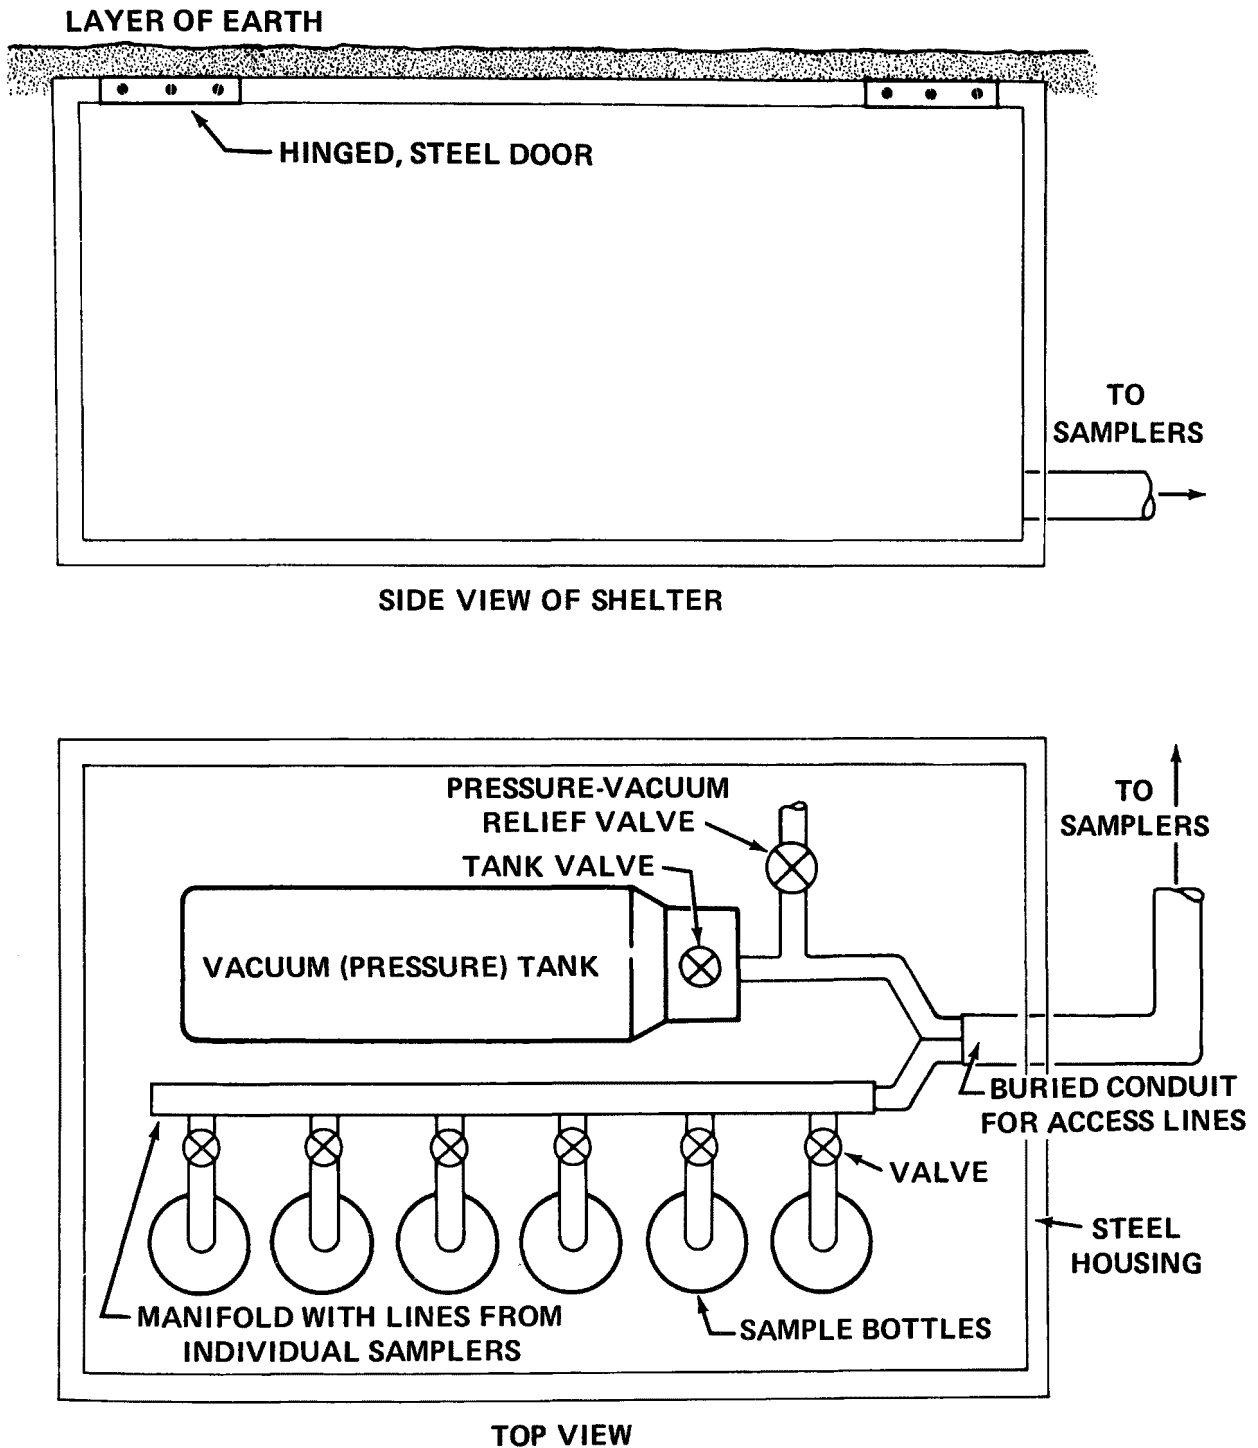 LAYER OF EARTH
HINGED, STEEL DOOR
TO
SAMPLERS
SIDE VIEW OF SHELTER
PRESSURE-VACUUM
RELIEF VALVE
TANK VALVE
TO
SAMPLERS
VACUUM (PRESSURE) TANK
BURIED CONDUIT
FOR ACCESS LINES
VALVE
STEEL
HOUSING
MANIFOLD WITH LINES FROM
INDIVIDUAL SAMPLERS
SAMPLE BOTTLES
TOP VIEW